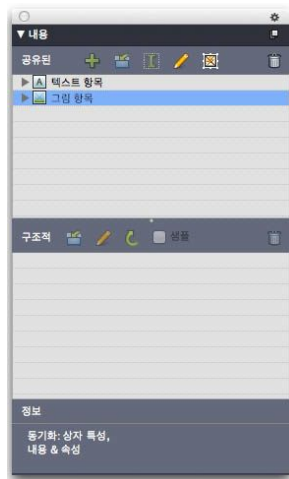 내용
공유된
A 텍스트 항목
그림 항목
구조적 샘플
정보
동기화: 상자 특성,
내용 & 속성